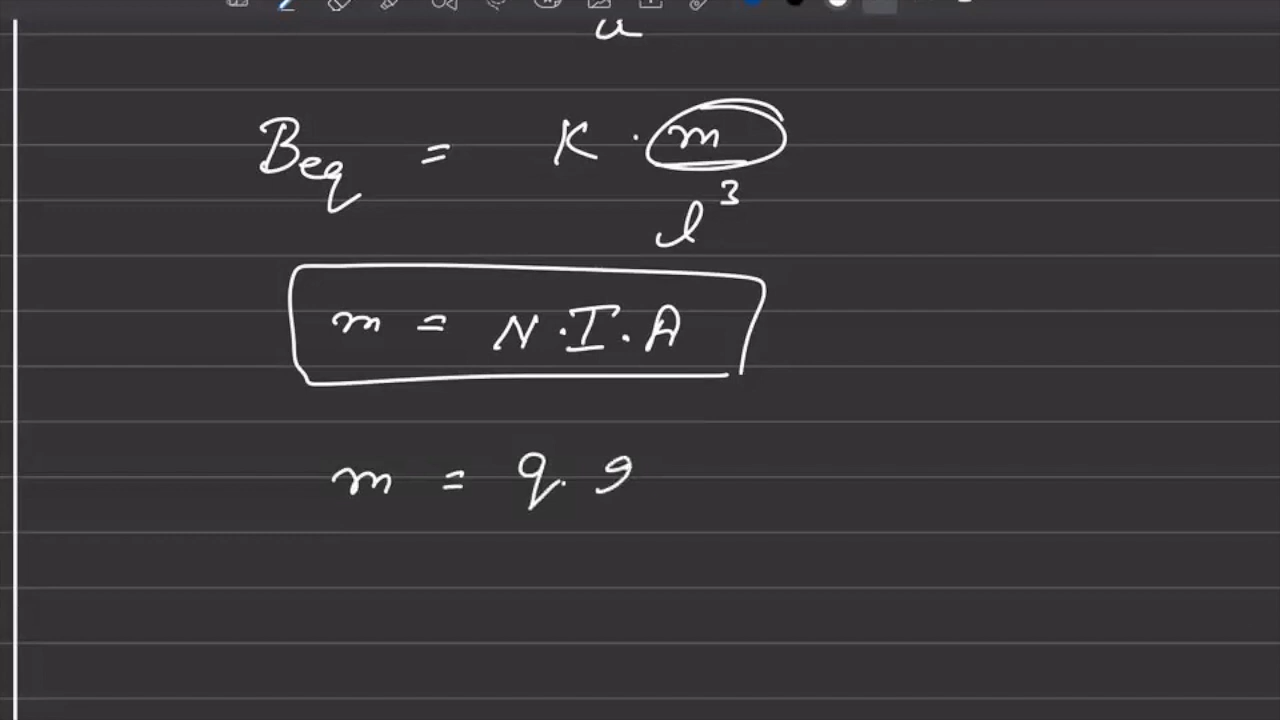 Beq = K · m
l³
m = N · I · A
m = q.